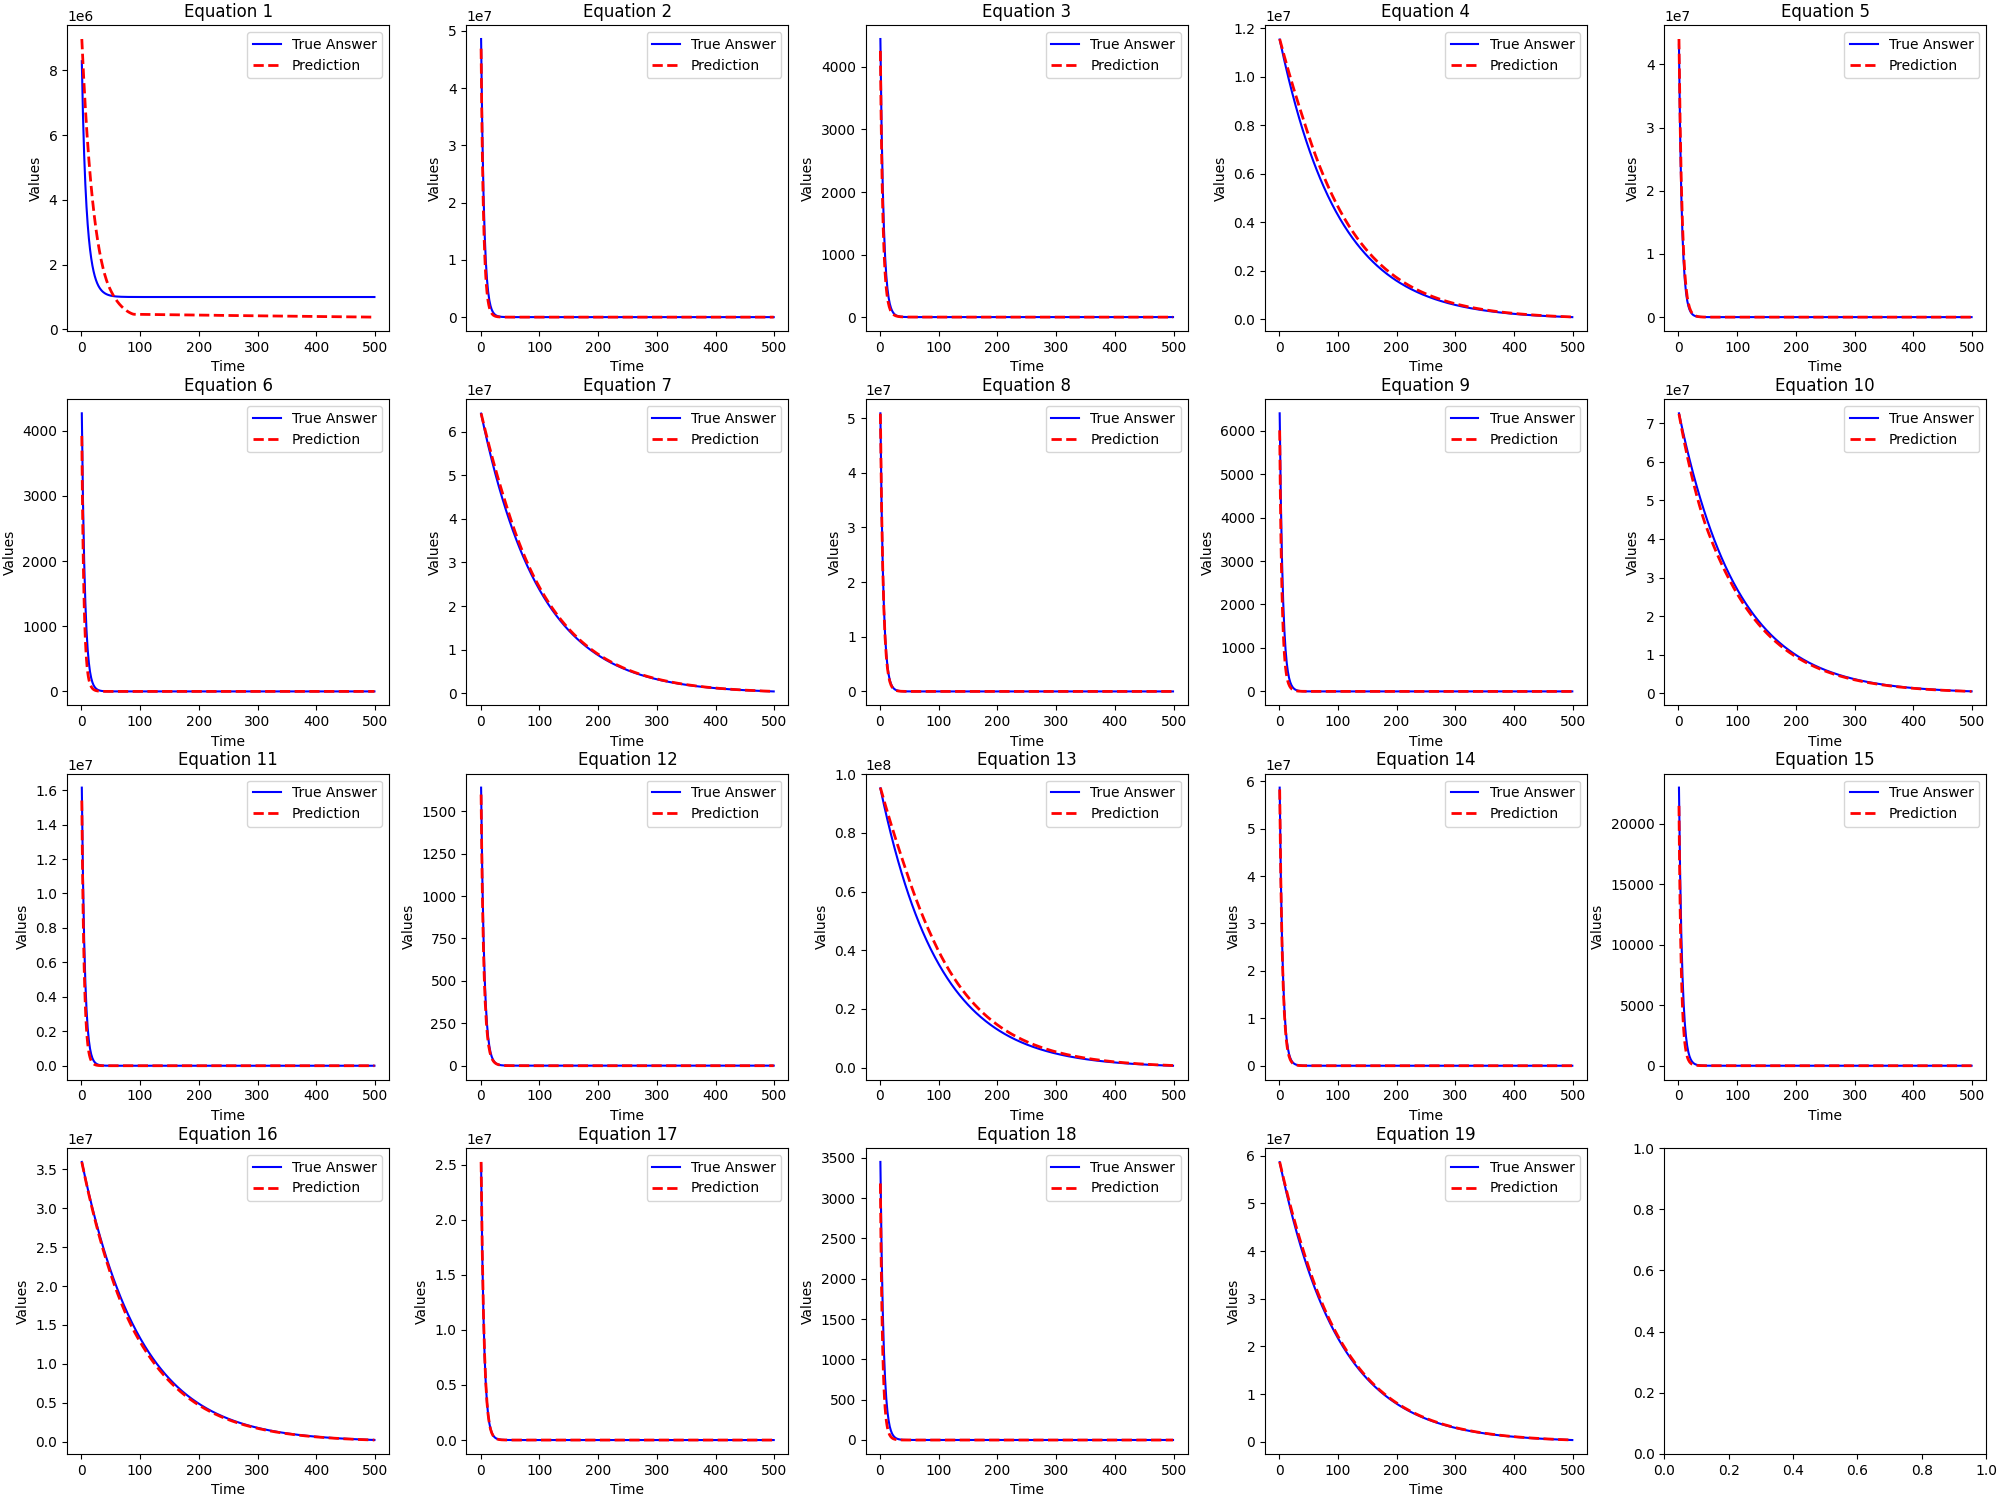 Equation 1
1e6
True Answer
Prediction
8
6
4
2
0
Values
0 100 200 300 400 500
Time
Equation 2
1e7
True Answer
Prediction
5
4
3
2
1
0
Values
0 100 200 300 400 500
Time
Equation 3
True Answer
Prediction
4000
3000
2000
1000
0
Values
0 100 200 300 400 500
Time
Equation 4
1e7
True Answer
Prediction
1.2
1.0
0.8
0.6
0.4
0.2
0.0
Values
0 100 200 300 400 500
Time
Equation 5
1e7
True Answer
Prediction
4
3
2
1
0
Values
0 100 200 300 400 500
Time
Equation 6
True Answer
Prediction
4000
3000
2000
1000
0
Values
0 100 200 300 400 500
Time
Equation 7
1e7
True Answer
Prediction
6
5
4
3
2
1
0
Values
0 100 200 300 400 500
Time
Equation 8
1e7
True Answer
Prediction
5
4
3
2
1
0
Values
0 100 200 300 400 500
Time
Equation 9
True Answer
Prediction
6000
5000
4000
3000
2000
1000
0
Values
0 100 200 300 400 500
Time
Equation 10
1e7
True Answer
Prediction
7
6
5
4
3
2
1
0
Values
0 100 200 300 400 500
Time
Equation 11
1e7
True Answer
Prediction
1.6
1.4
1.2
1.0
0.8
0.6
0.4
0.2
0.0
Values
0 100 200 300 400 500
Time
Equation 12
True Answer
Prediction
1500
1250
1000
750
500
250
0
Values
0 100 200 300 400 500
Time
Equation 13
1e8
True Answer
Prediction
1.0
0.8
0.6
0.4
0.2
0.0
Values
0 100 200 300 400 500
Time
Equation 14
1e7
True Answer
Prediction
6
5
4
3
2
1
0
Values
0 100 200 300 400 500
Time
Equation 15
True Answer
Prediction
20000
15000
10000
5000
0
Values
0 100 200 300 400 500
Time
Equation 16
1e7
True Answer
Prediction
3.5
3.0
2.5
2.0
1.5
1.0
0.5
0.0
Values
0 100 200 300 400 500
Time
Equation 17
1e7
True Answer
Prediction
2.5
2.0
1.5
1.0
0.5
0.0
Values
0 100 200 300 400 500
Time
Equation 18
True Answer
Prediction
3500
3000
2500
2000
1500
1000
500
0
Values
0 100 200 300 400 500
Time
Equation 19
1e7
True Answer
Prediction
6
5
4
3
2
1
0
Values
0 100 200 300 400 500
Time
1.0
0.8
0.6
0.4
0.2
0.0
0.0 0.2 0.4 0.6 0.8 1.0